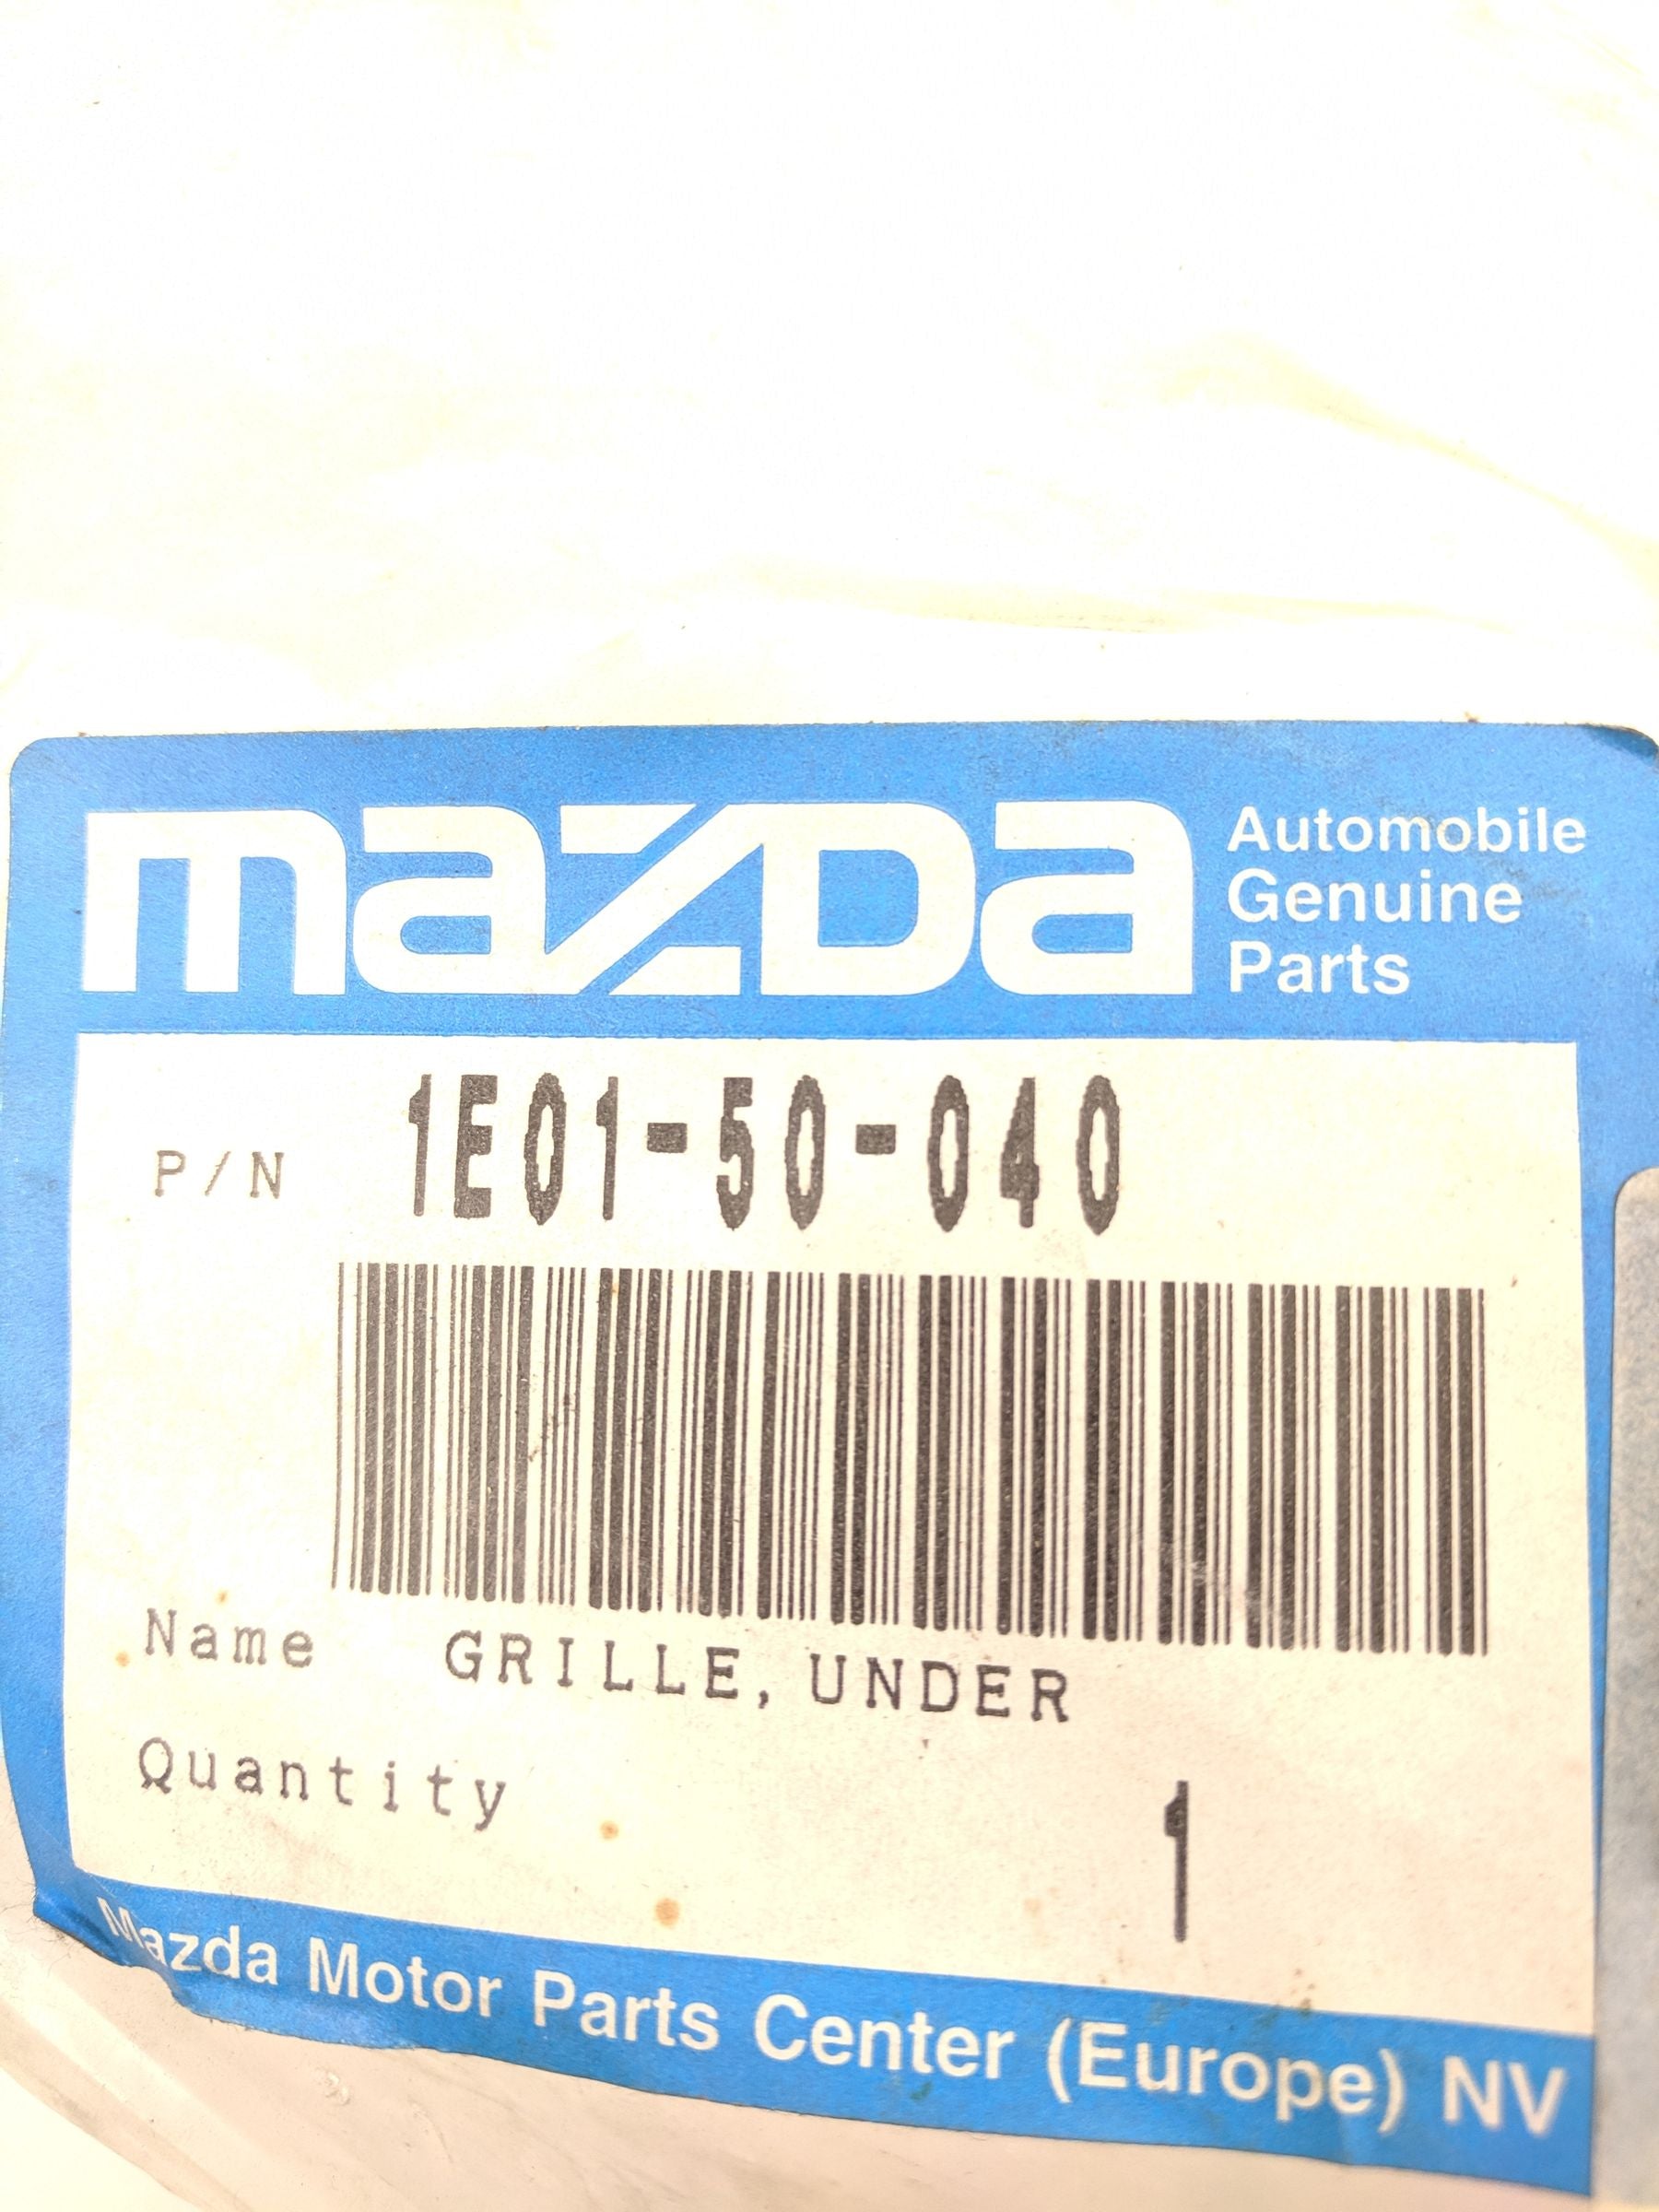 mazda
Automobile
Genuine
Parts
P/N 1E01-50-040
Name GRILLE, UNDER
Quantity 1
Mazda Motor Parts Center (Europe) NV